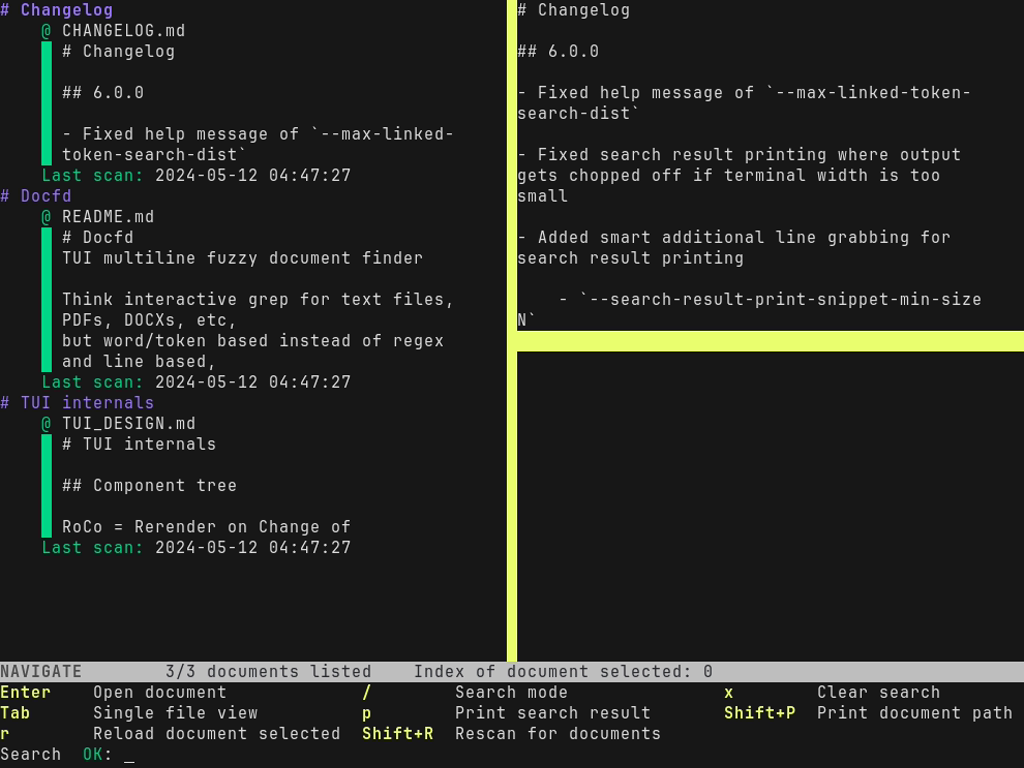 # Changelog
@ CHANGELOG.md
# Changelog
## 6.0.0
- Fixed help message of `--max-linked-
token-search-dist`
Last scan: 2024-05-12 04:47:27
# Docfd
@ README.md
# Docfd
TUI multiline fuzzy document finder
Think interactive grep for text files,
PDFs, DOCXs, etc,
but word/token based instead of regex
and line based,
Last scan: 2024-05-12 04:47:27
# TUI internals
@ TUI_DESIGN.md
# TUI internals
## Component tree
RoCo = Rerender on Change of
Last scan: 2024-05-12 04:47:27
# Changelog
## 6.0.0
- Fixed help message of `--max-linked-token-
search-dist`
- Fixed search result printing where output
gets chopped off if terminal width is too
small
- Added smart additional line grabbing for
search result printing
- `--search-result-print-snippet-min-size
N`
NAVIGATE 3/3 documents listed Index of document selected: 0
Enter Open document / Search mode x Clear search
Tab Single file view p Print search result Shift+P Print document path
r Reload document selected Shift+R Rescan for documents
Search OK: _